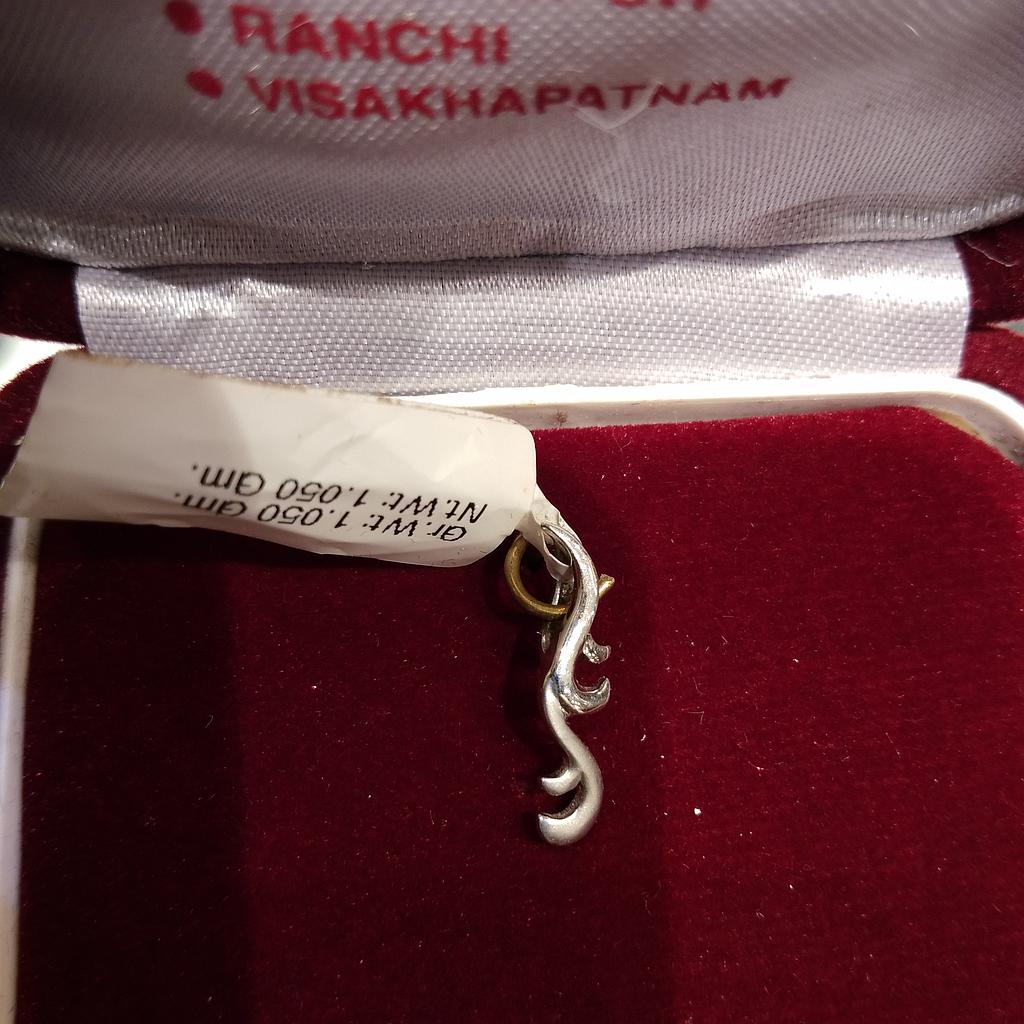 • RANCHI
• VISAKHAPATNAM
Gr.Wt: 1.050 Gm.
Nt.Wt: 1.050 Gm.